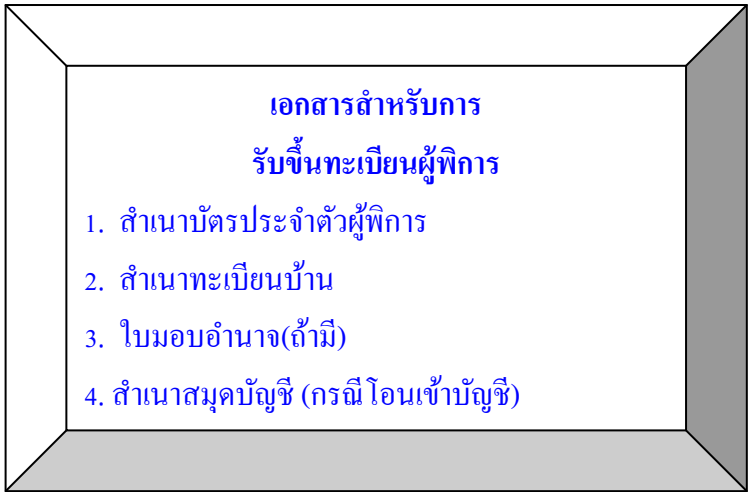 เอกสารสำหรับการ
รับขึ้นทะเบียนผู้พิการ
1. สำเนาบัตรประจำตัวผู้พิการ
2. สำเนาทะเบียนบ้าน
3. ใบมอบอำนาจ(ถ้ามี)
4. สำเนาสมุดบัญชี (กรณีโอนเข้าบัญชี)